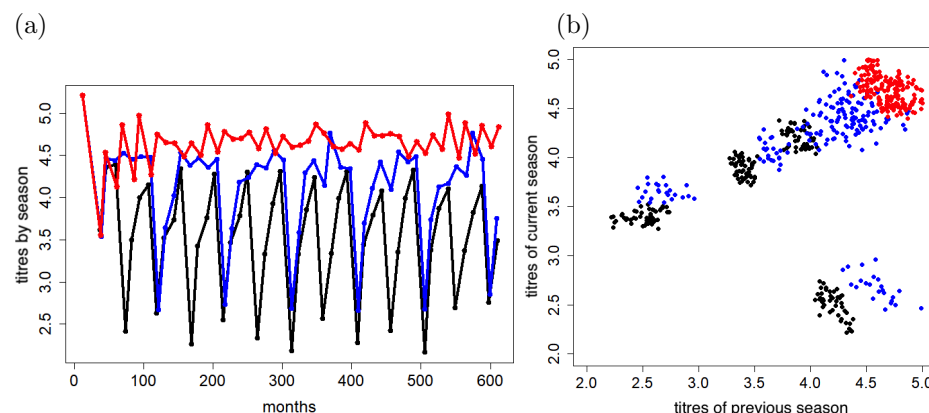 (a)
titres by season
5.0
4.5
4.0
3.5
3.0
2.5
0 100 200 300 400 500 600
months
(b)
titres of current season
5.0
4.5
4.0
3.5
3.0
2.5
2.0
2.0 2.5 3.0 3.5 4.0 4.5 5.0
titres of previous season